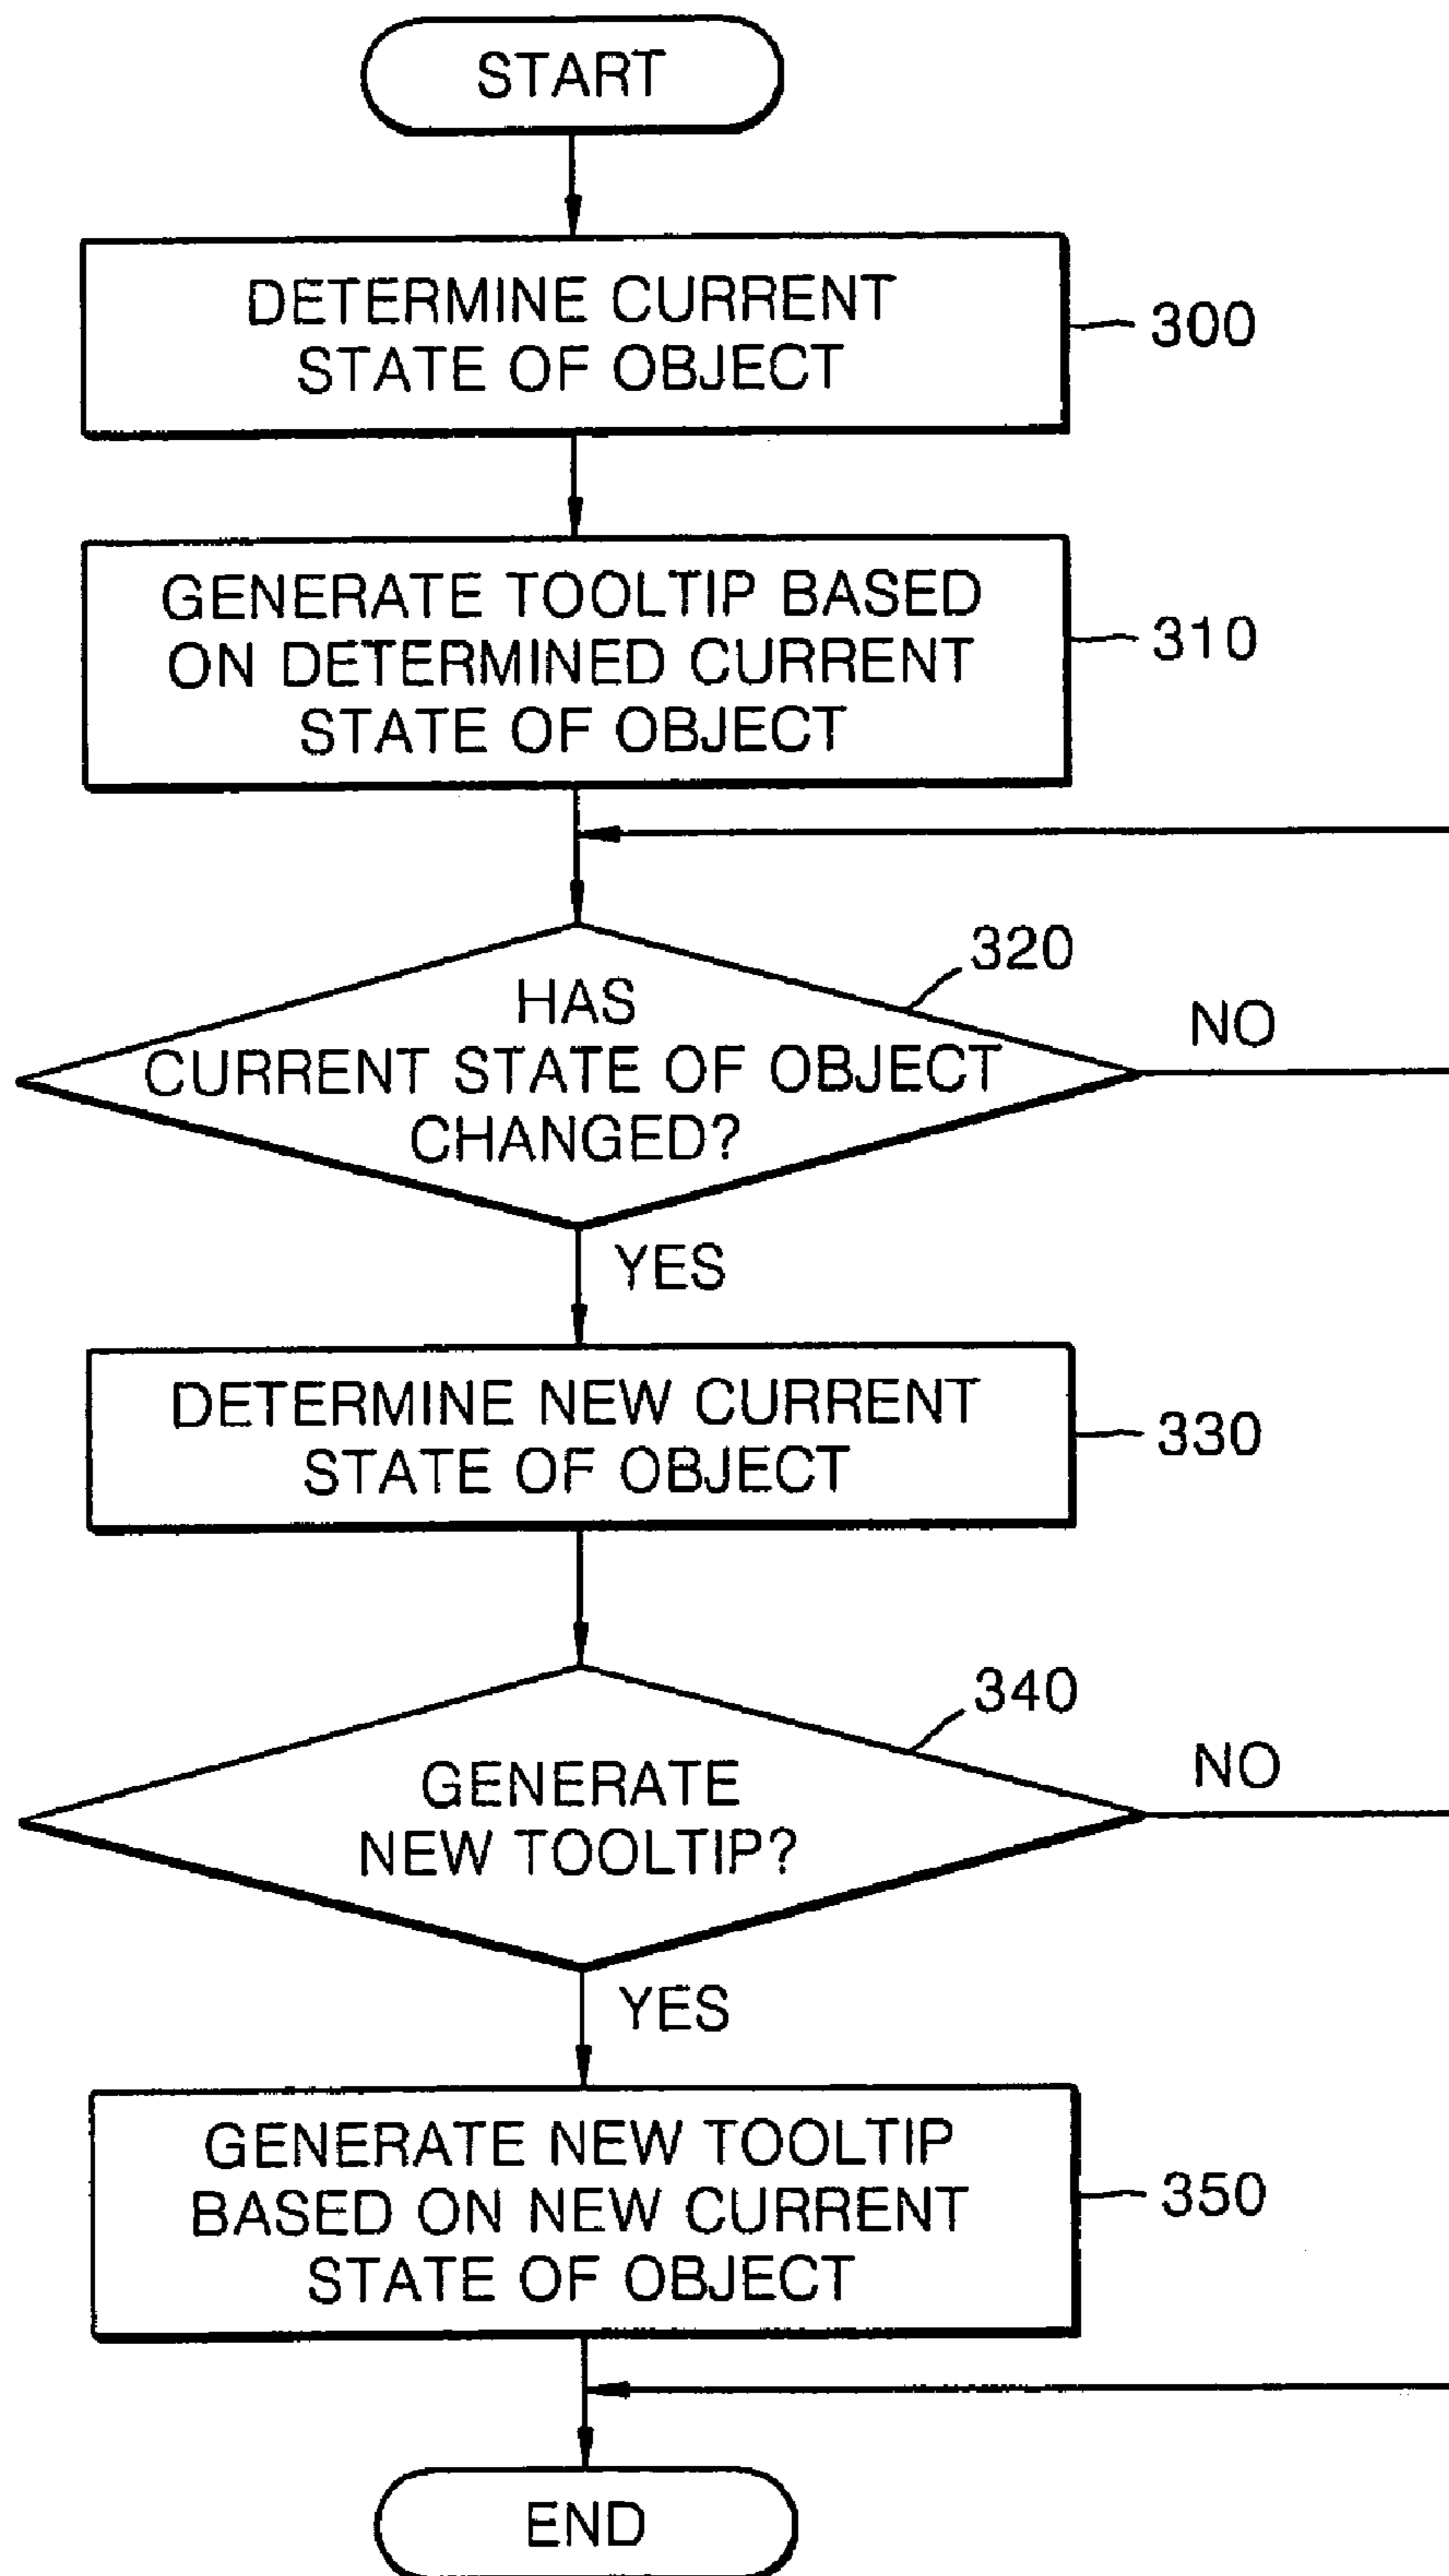 START
DETERMINE CURRENT
STATE OF OBJECT
300
GENERATE TOOLTIP BASED
ON DETERMINED CURRENT
STATE OF OBJECT
310
320
HAS
CURRENT STATE OF OBJECT
CHANGED?
NO
YES
DETERMINE NEW CURRENT
STATE OF OBJECT
330
340
GENERATE
NEW TOOLTIP?
NO
YES
GENERATE NEW TOOLTIP
BASED ON NEW CURRENT
STATE OF OBJECT
350
END